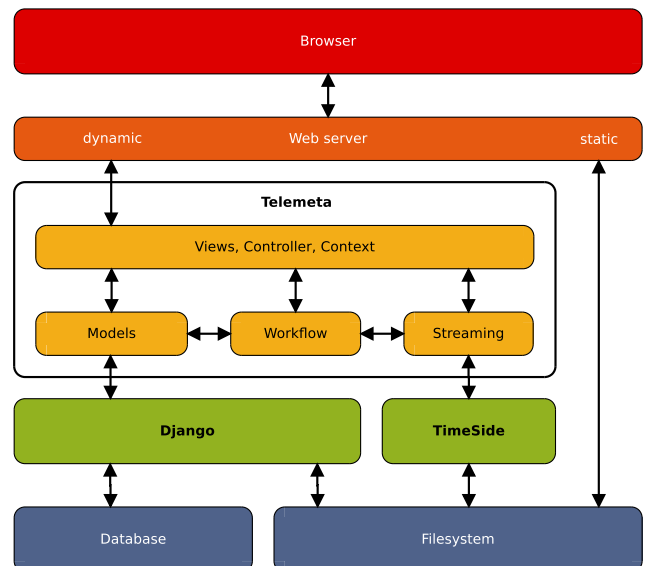 Browser
dynamic Web server static
Telemeta
Views, Controller, Context
Models Workflow Streaming
Django TimeSide
Database Filesystem